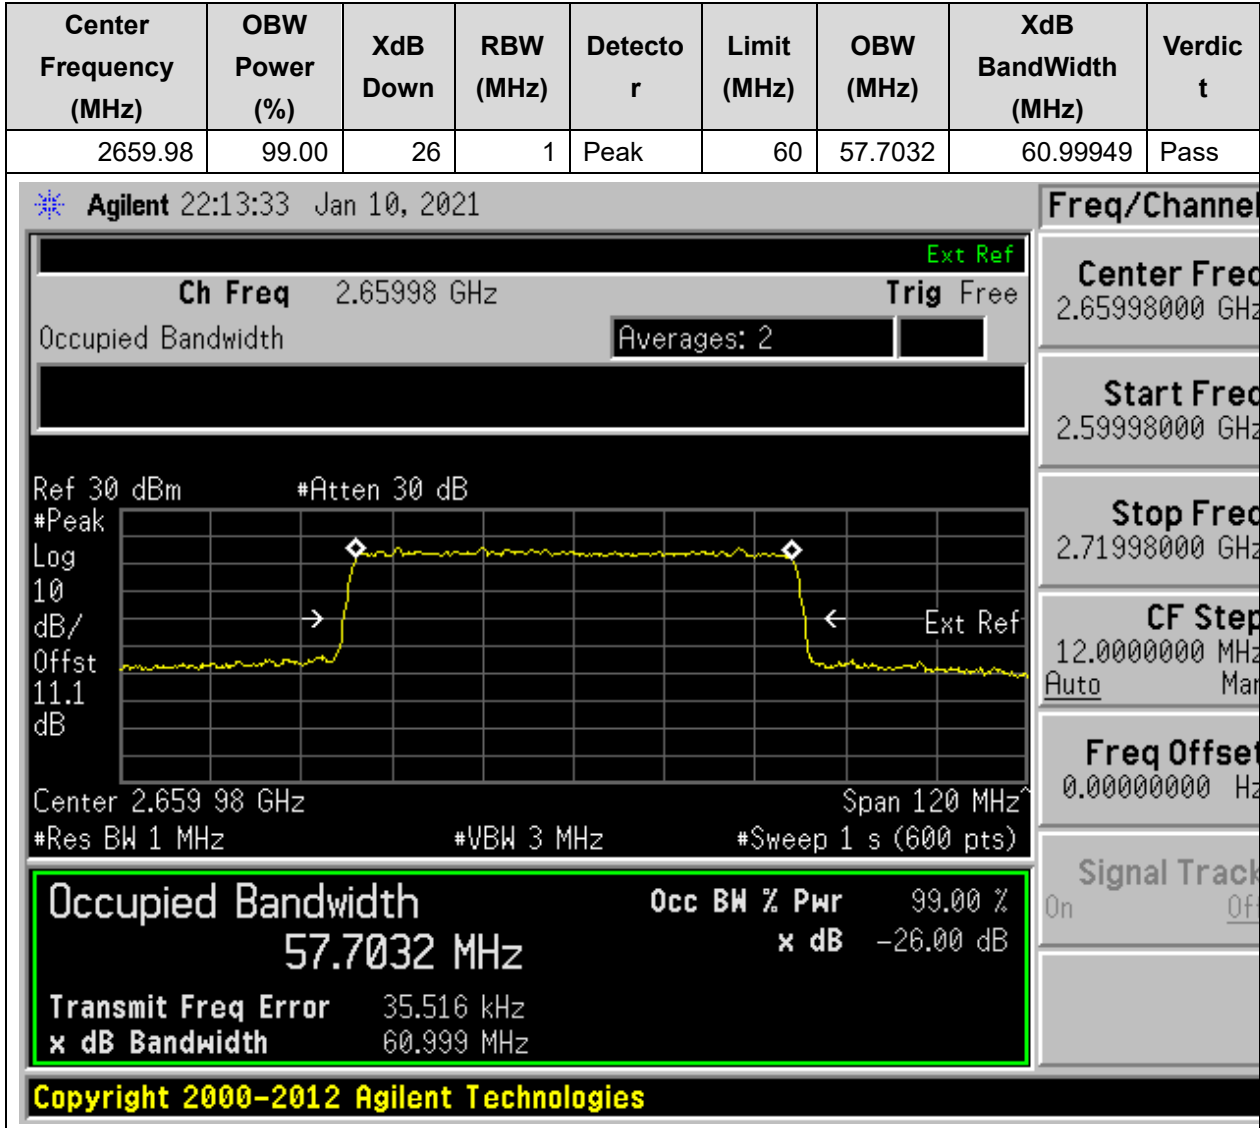 Center Frequency (MHz) OBW Power (%) XdB Down RBW (MHz) Detecto r Limit (MHz) OBW (MHz) XdB BandWidth (MHz) Verdic t
2659.98 99.00 26 1 Peak 60 57.7032 60.99949 Pass
Agilent 22:13:33 Jan 10, 2021
Freq/Channel
Ext Ref
Ch Freq 2.65998 GHz Trig Free
Occupied Bandwidth Averages: 2
Center Freq
2.65998000 GHz
Start Freq
2.59998000 GHz
Stop Freq
2.71998000 GHz
CF Step
12.0000000 MHz
Auto Man
Freq Offset
0.00000000 Hz
Signal Track
On Off
Ref 30 dBm #Atten 30 dB
#Peak
Log
10
dB/
Offst
11.1
dB
Ext Ref
Center 2.659 98 GHz Span 120 MHz^
#Res BW 1 MHz #VBW 3 MHz #Sweep 1 s (600 pts)
Occupied Bandwidth
57.7032 MHz
Occ BW % Pwr 99.00 %
x dB -26.00 dB
Transmit Freq Error 35.516 kHz
x dB Bandwidth 60.999 MHz
Copyright 2000-2012 Agilent Technologies